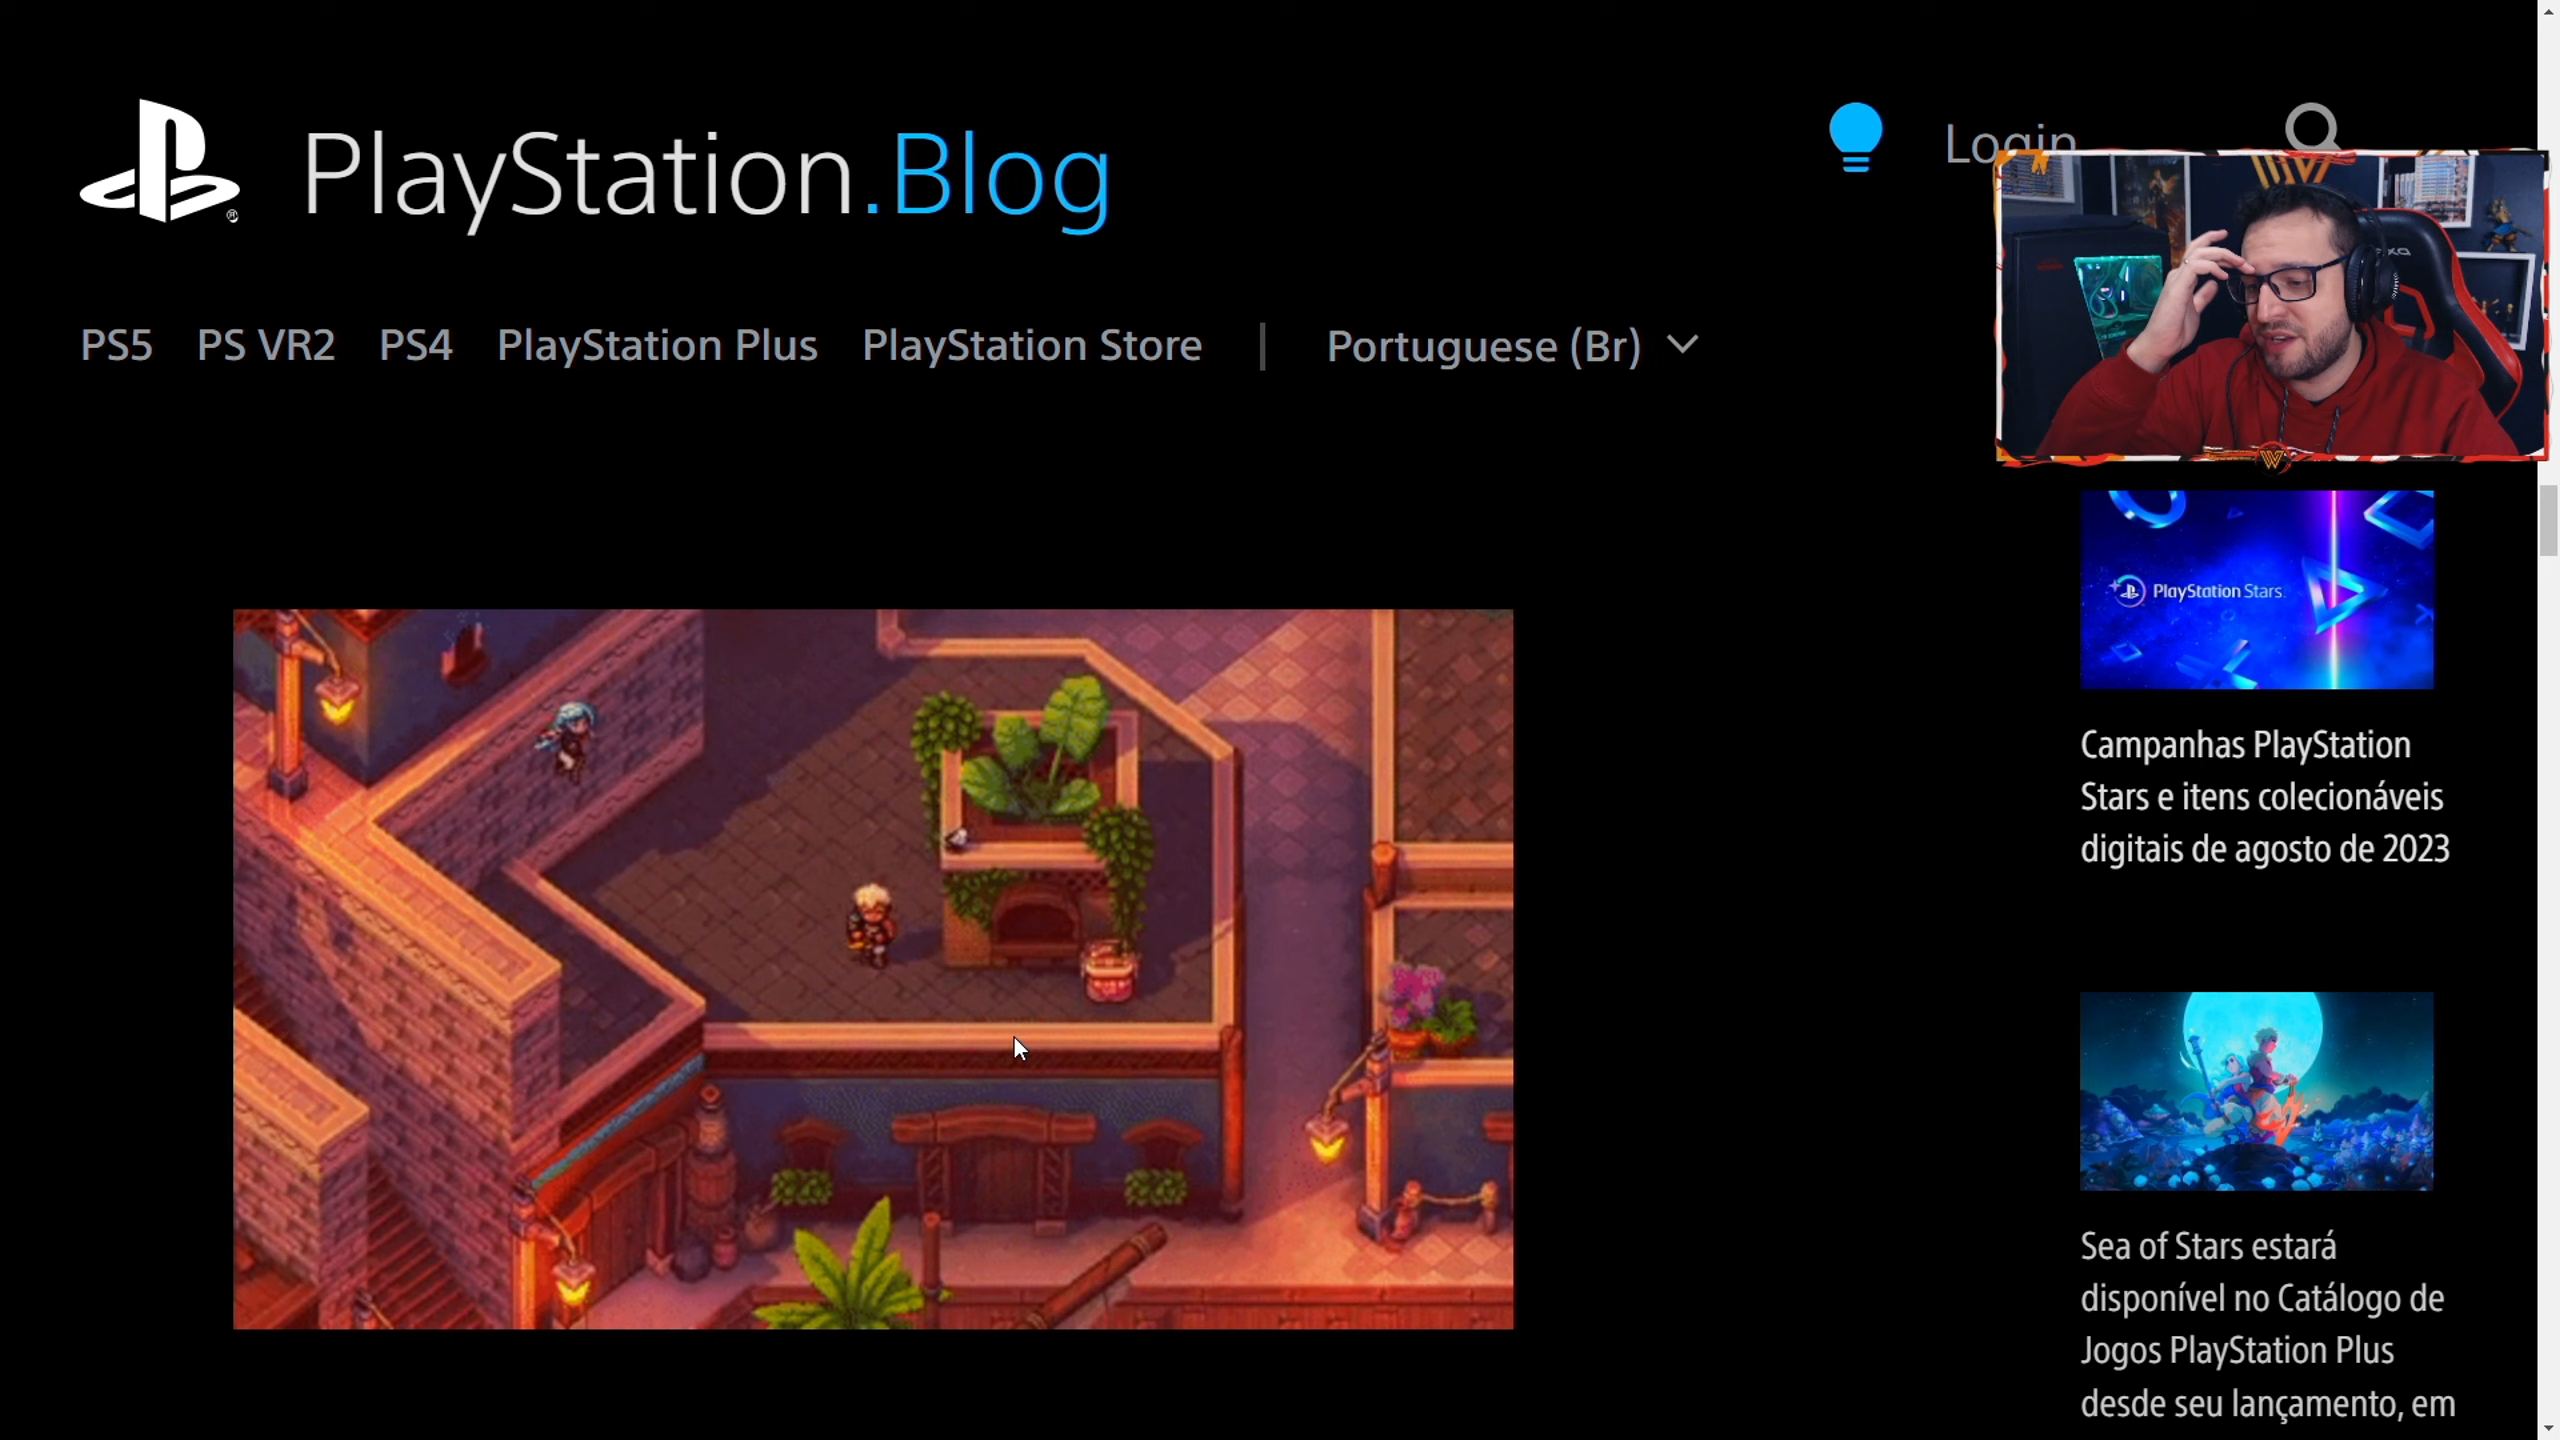 PlayStation.Blog
Login
PS5 PS VR2 PS4 PlayStation Plus PlayStation Store | Portuguese (Br)
PlayStation Stars
Campanhas PlayStation
Stars e itens colecionáveis
digitais de agosto de 2023
Sea of Stars estará
disponível no Catálogo de
Jogos PlayStation Plus
desde seu lançamento, em